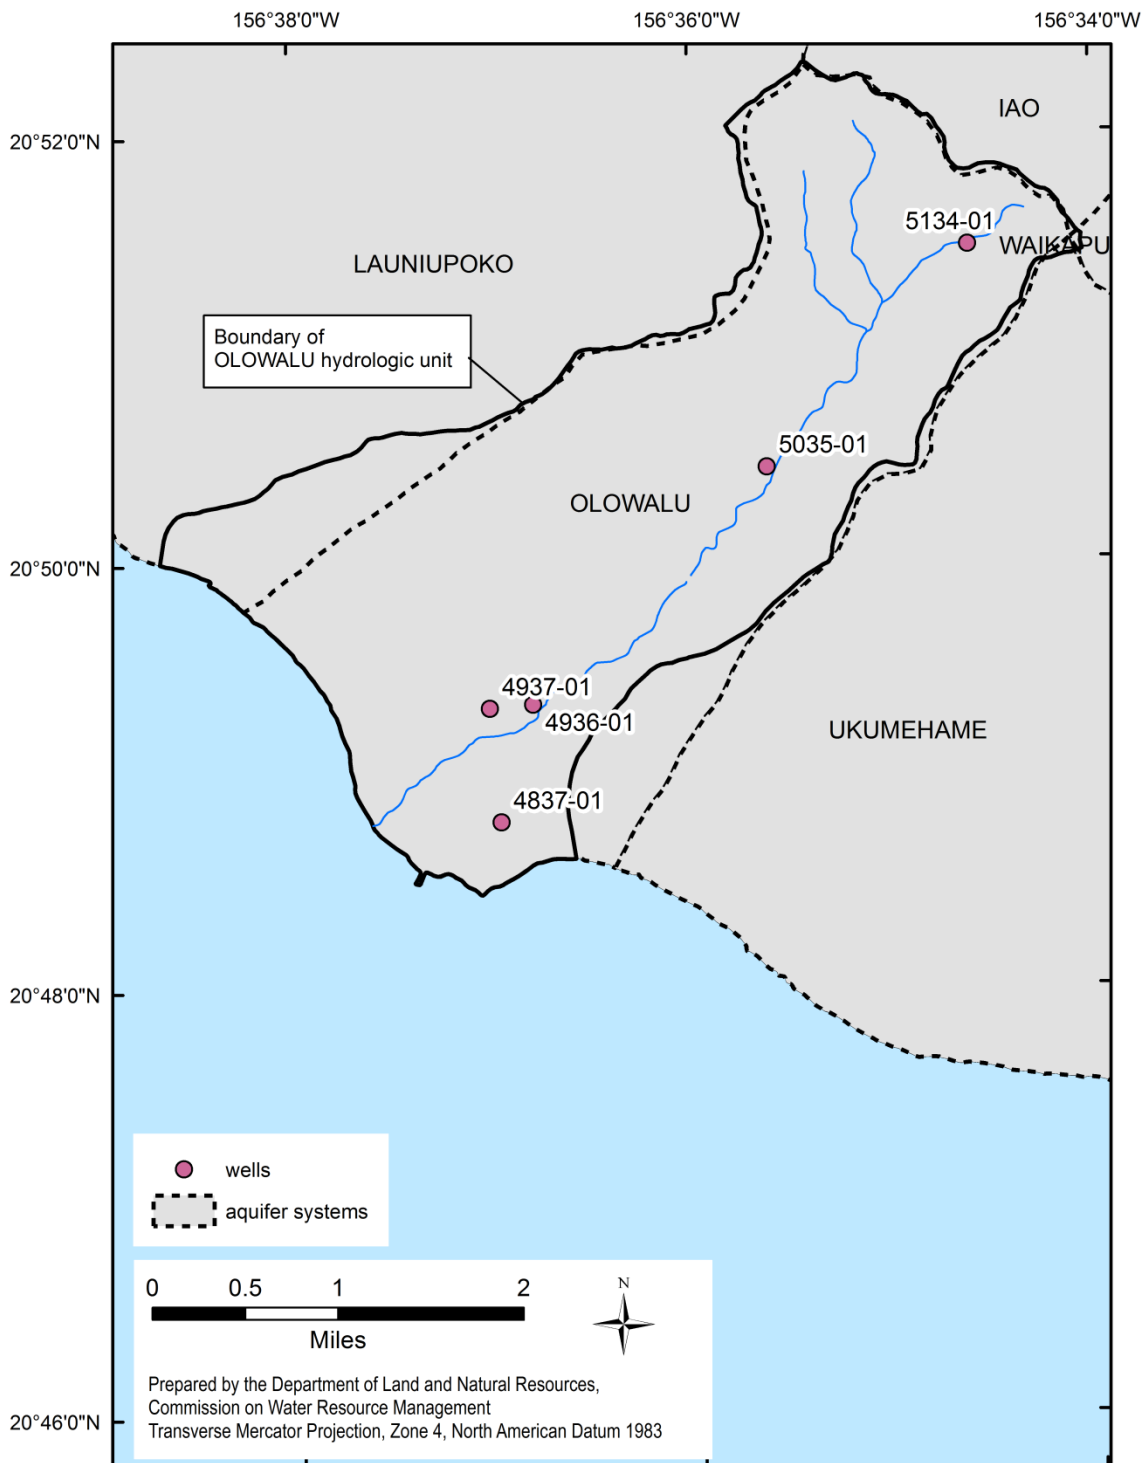 156°38'0"W
156°36'0"W
156°34'0"W
20°52'0"N
IAO
5134-01
WAIKAPU
LAUNIUPOKO
Boundary of
OLOWALU hydrologic unit
5035-01
OLOWALU
20°50'0"N
4937-01
4936-01
UKUMEHAME
4837-01
20°48'0"N
wells
aquifer systems
0 0.5 1 2
Miles
N
Prepared by the Department of Land and Natural Resources,
Commission on Water Resource Management
Transverse Mercator Projection, Zone 4, North American Datum 1983
20°46'0"N